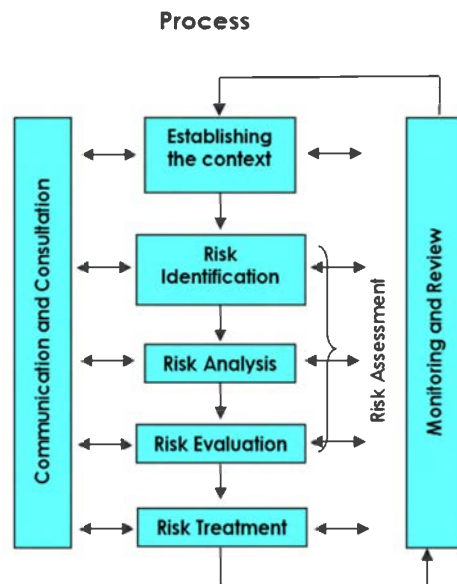 Process
Establishing
the context
Communication and Consultation
Risk
Identification
Risk Analysis
Risk Evaluation
Risk Treatment
Risk Assessment
Monitoring and Review